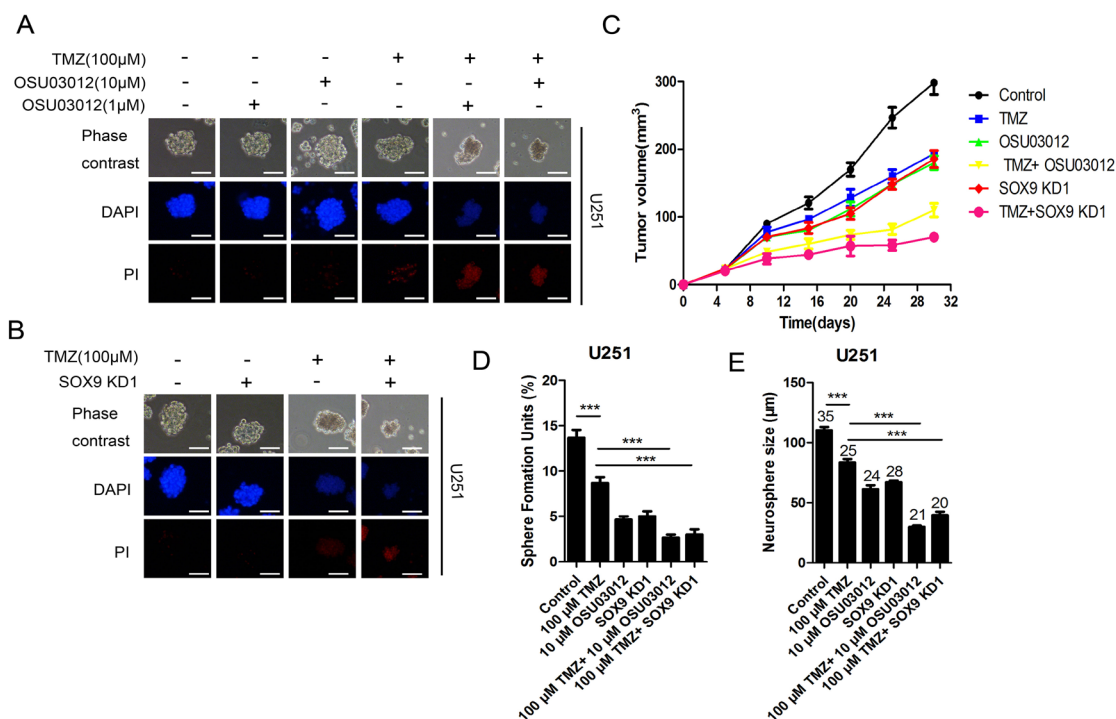 A
TMZ(100μM) - - - + + +
OSU03012(10μM) - - + - - +
OSU03012(1μM) - + - - + -
Phase
contrast
DAPI
PI
U251
B
TMZ(100μM) - - + +
SOX9 KD1 - + - +
Phase
contrast
DAPI
PI
U251
C
Tumor volume(mm³)
300
200
100
0
0 4 8 12 16 20 24 28 32
Time(days)
Control
TMZ
OSU03012
TMZ+ OSU03012
SOX9 KD1
TMZ+SOX9 KD1
D
U251
Sphere Fomation Units (%)
20
15
10
5
0
***
***
***
Control
100 μM TMZ
10 μM OSU03012
SOX9 KD1
100 μM TMZ+ 10 μM OSU03012
100 μM TMZ+ SOX9 KD1
E
U251
Neurosphere size (μm)
150
100
50
0
***
***
***
35
25
24
28
21
20
Control
100 μM TMZ
10 μM OSU03012
SOX9 KD1
100 μM TMZ+ 10 μM OSU03012
100 μM TMZ+ SOX9 KD1